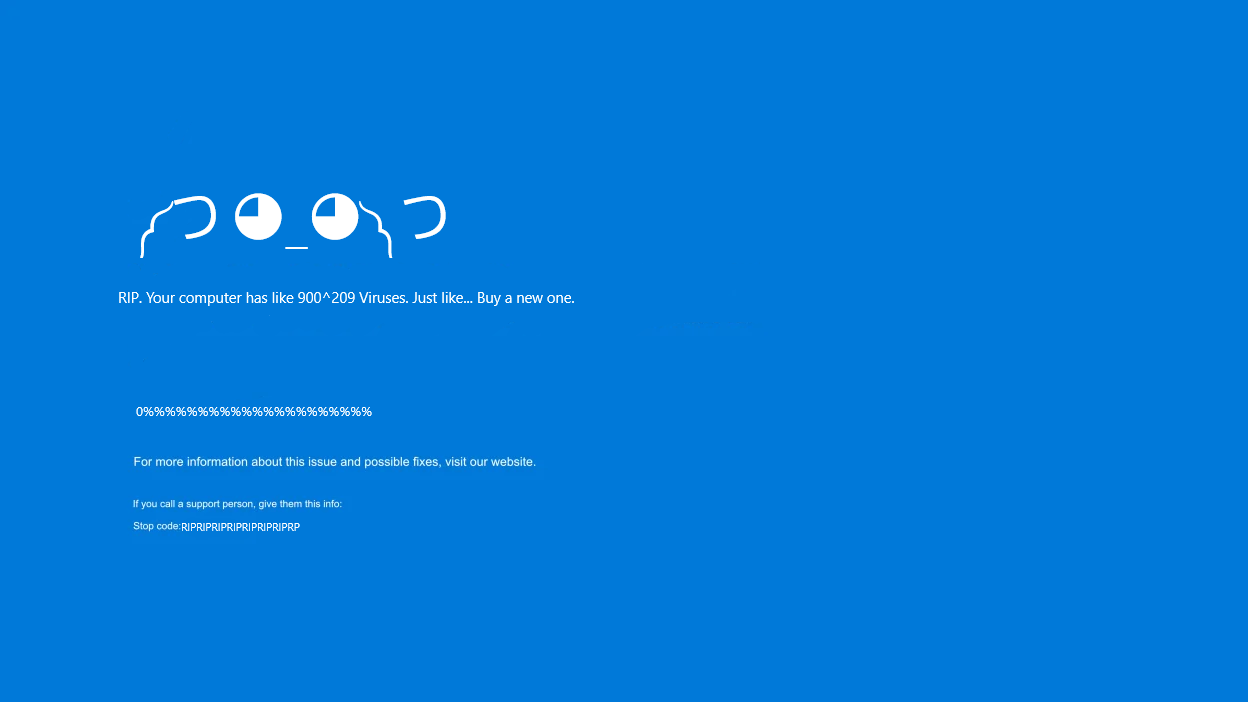 ༼つ ◕_◕༽つ
RIP. Your computer has like 900^209 Viruses. Just like... Buy a new one.
0%%%%%%%%%%%%%%%%%%%%%
For more information about this issue and possible fixes, visit our website.
If you call a support person, give them this info:
Stop code:RIPRIPRIPRIPRIPRIPRIPRP